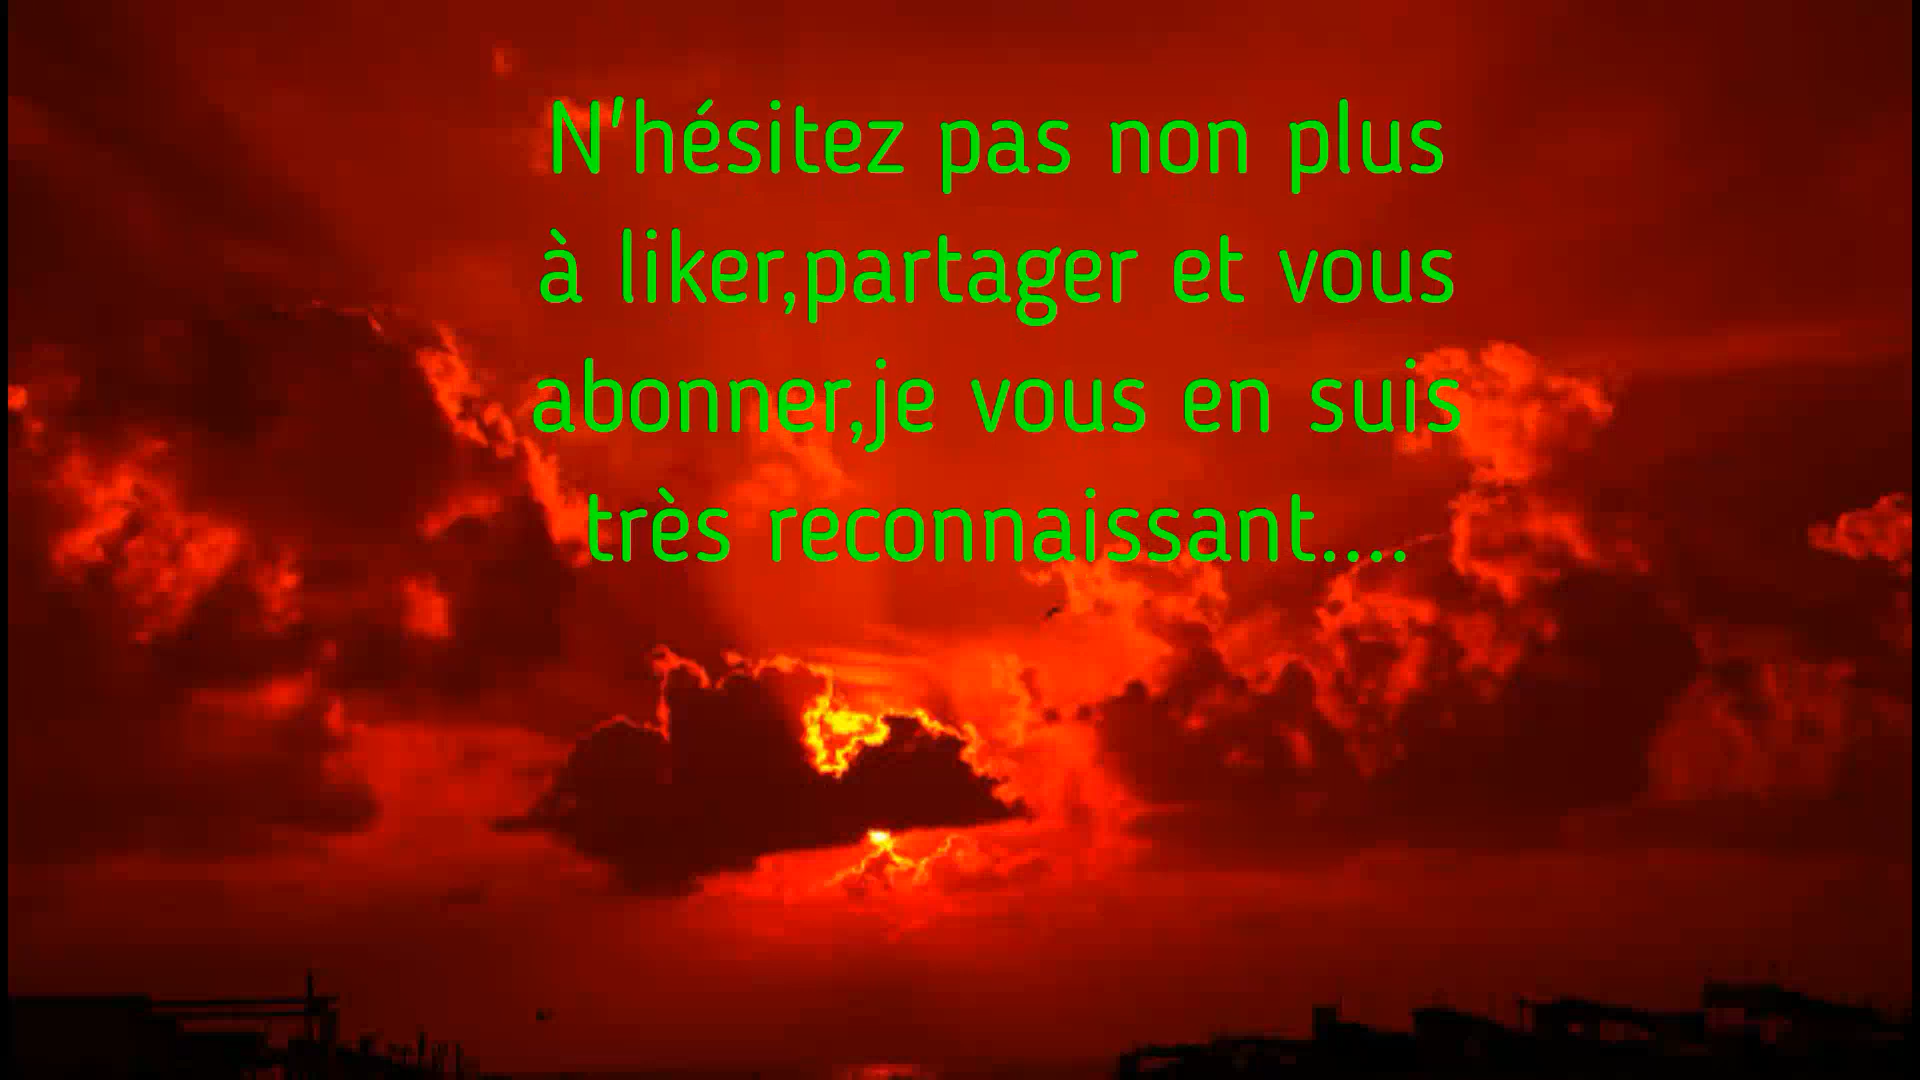 N'hésitez pas non plus
à liker,partager et vous
abonner,je vous en suis
très reconnaissant....